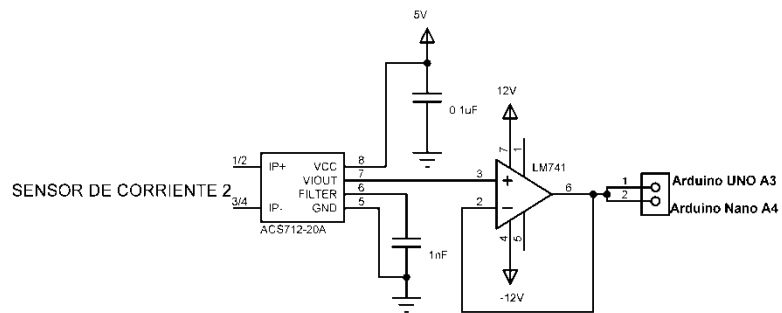 5V
0.1uF
12V
1/2
IP+
VCC
8
VIOUT
7
FILTER
6
3/4
IP-
GND
5
SENSOR DE CORRIENTE 2
ACS712-20A
1nF
7
1
LM741
3
+
6
2
−
4
5
-12V
1
Arduino UNO A3
2
Arduino Nano A4